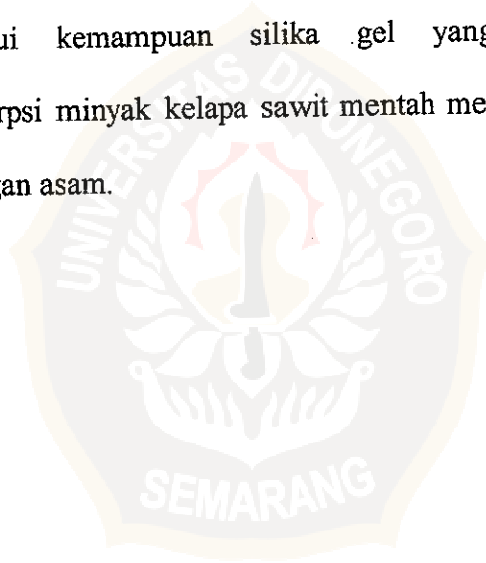 ui kemampuan silika gel yang
rpsi minyak kelapa sawit mentah me
gan asam.
UNIVERSITAS DIPONEGORO
SEMARANG